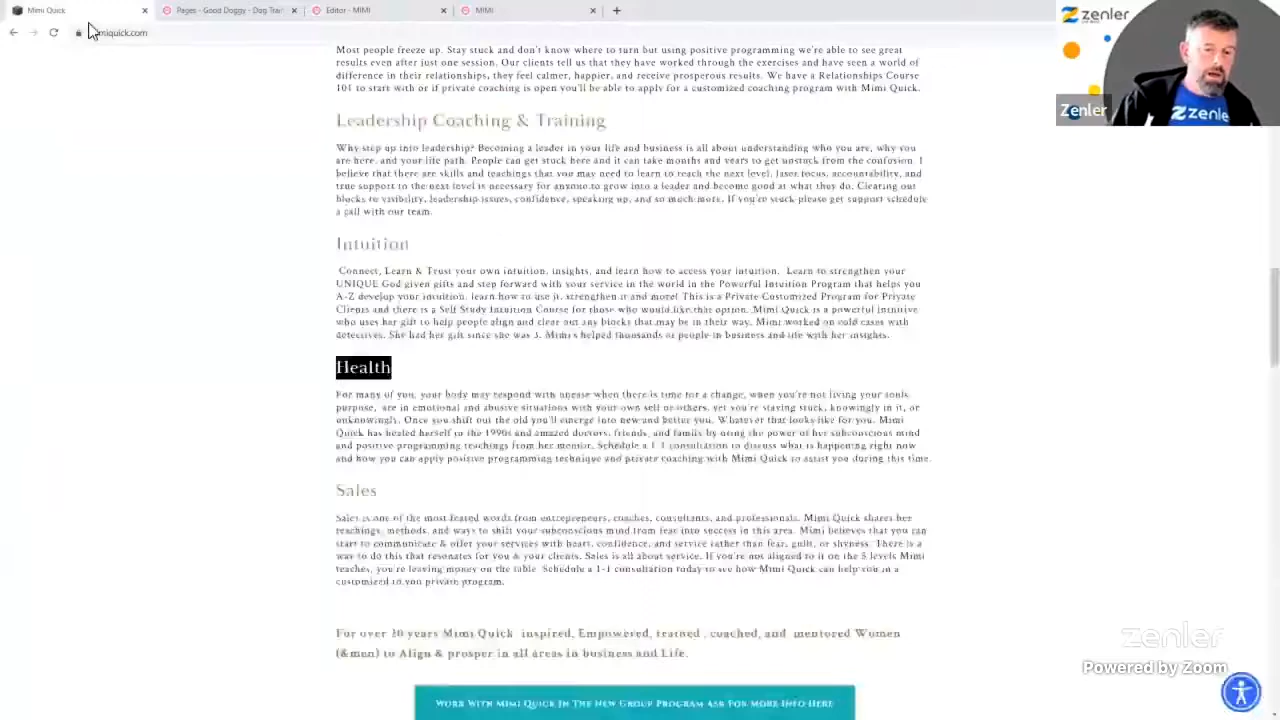 Mimi Quick
Pages - Good Doggy - Dog Train
Editor - MIMI
MIMI
miquick.com
zenler
Zenler
zenler
Most people freeze up. Stay stuck and don't know where to turn but using positive programming we're able to see great
results even after just one session. Our clients tell us that they have worked through the exercises and have seen a world of
difference in their relationships, they feel calmer, happier, and receive prosperous results. We have a Relationships Course
101 to start with or if private coaching is open you'll be able to apply for a customized coaching program with Mimi Quick.
Leadership Coaching & Training
Why step up into leadership? Becoming a leader in your life and business is all about understanding who you are, why you
are here, and your life path. People can get stuck here and it can take months and years to get unstuck from the confusion. I
believe that there are skills and teachings that you may need to learn to reach the next level, laser focus, accountability, and
true support to the next level is necessary for anyone to grow into a leader and become good at what they do. Clearing out
blocks to visibility, leadership issues, confidence, speaking up, and so much more. If you're stuck please get support schedule
a call with our team.
Intuition
Connect, Learn & Trust your own intuition, insights, and learn how to access your intuition. Learn to strengthen your
UNIQUE God given gifts and step forward with your service in the world in the Powerful Intuition Program that helps you
A-Z develop your intuition, learn how to use it, strengthen it and more! This is a Private Customized Program for Private
Clients and there is a Self Study Intuition Course for those who would like this option. Mimi Quick is a powerful intuitive
who uses her gift to help people align and clear out any blocks that may be in their way. Mimi worked on cold cases with
detectives. She had her gift since she was 3. Mimi's helped thousands of people in business and life with her insights.
Health
For many of you, your body may respond with unease when there is time for a change, when you're not living your souls
purpose, are in emotional and abusive situations with your own self or others, yet you're staying stuck, knowingly in it, or
unknowingly. Once you shift out the old you'll emerge into new and better you. Whatever that looks like for you. Mimi
Quick has healed herself in the 1990s and amazed doctors, friends, and family by using the power of her subconscious mind
and positive programming teachings from her mentor. Schedule a 1-1 consultation to discuss what is happening right now
and how you can apply positive programming technique and private coaching with Mimi Quick to assist you during this time.
Sales
Sales is one of the most feared words from entrepreneurs, coaches, consultants, and professionals. Mimi Quick shares her
teachings, methods, and ways to shift your subconscious mind from fear into success in this area. Mimi believes that you can
start to communicate & offer your services with heart, confidence, and service rather than fear, guilt, or shyness. There is a
way to do this that resonates for you & your clients. Sales is all about service. If you're not aligned to it on the 5 levels Mimi
teaches, you're leaving money on the table. Schedule a 1-1 consultation today to see how Mimi Quick can help you in a
customized to you private program.
For over 20 years Mimi Quick inspired, Empowered, trained , coached, and mentored Women
(&men) to Align & prosper in all areas in business and Life.
Work With Mimi Quick In The New Group Program Ask For More Info Here
zenler
Powered by Zoom